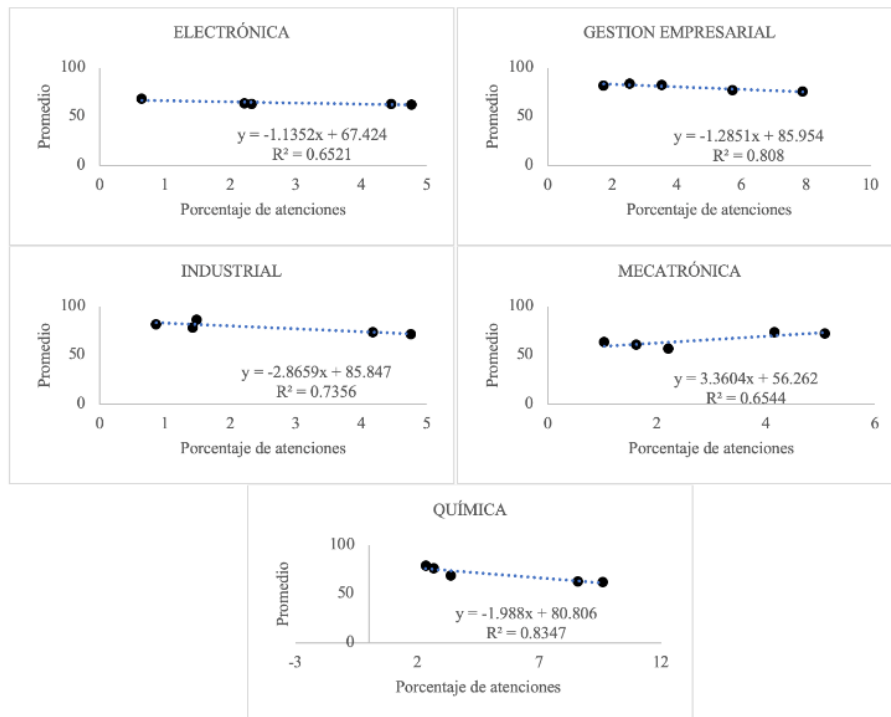 ELECTRÓNICA
100
50
0
Promedio
y = -1.1352x + 67.424
R² = 0.6521
0 1 2 3 4 5
Porcentaje de atenciones
GESTION EMPRESARIAL
100
50
0
Promedio
y = -1.2851x + 85.954
R² = 0.808
0 2 4 6 8 10
Porcentaje de atenciones
INDUSTRIAL
100
50
0
Promedio
y = -2.8659x + 85.847
R² = 0.7356
0 1 2 3 4 5
Porcentaje de atenciones
MECATRÓNICA
100
50
0
Promedio
y = 3.3604x + 56.262
R² = 0.6544
0 2 4 6
Porcentaje de atenciones
QUÍMICA
100
50
0
Promedio
y = -1.988x + 80.806
R² = 0.8347
-3 2 7 12
Porcentaje de atenciones